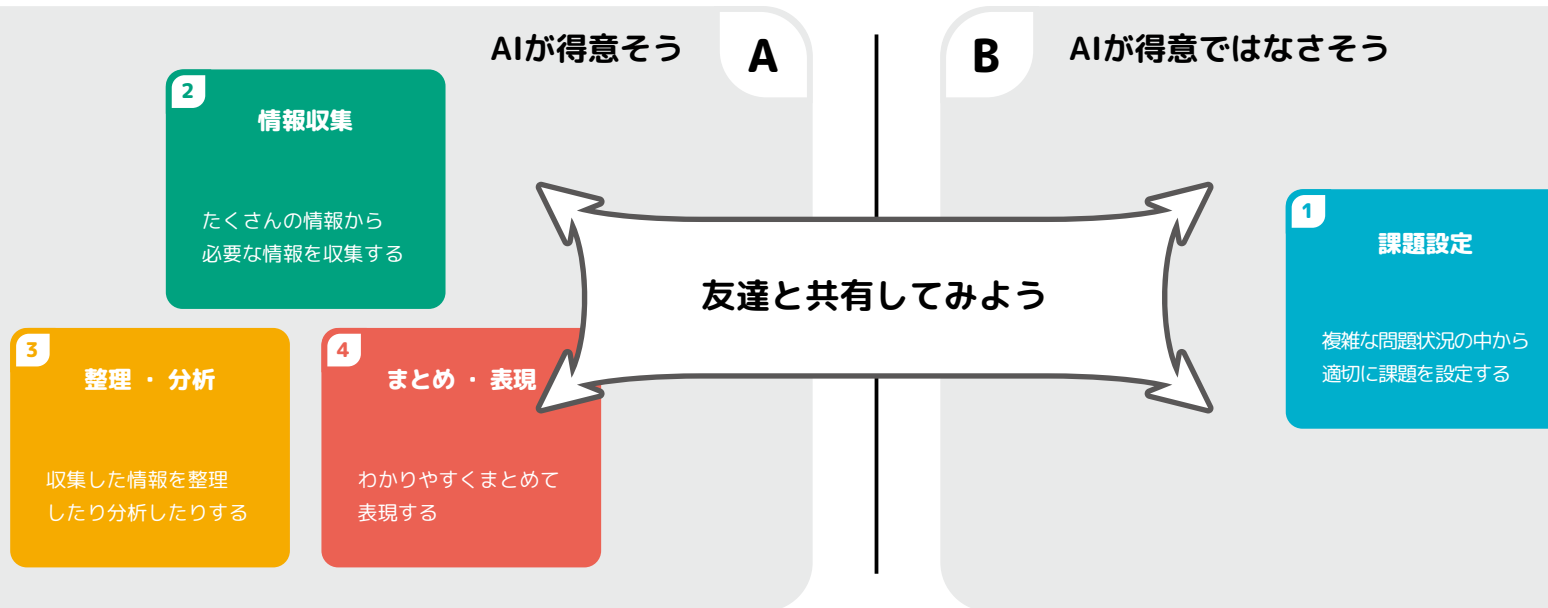 AIが得意そう
A
B
AIが得意ではなさそう
2
情報収集
たくさんの情報から
必要な情報を収集する
友達と共有してみよう
1
課題設定
複雑な問題状況の中から
適切に課題を設定する
3
整理 ・ 分析
収集した情報を整理
したり分析したりする
4
まとめ ・ 表現
わかりやすくまとめて
表現する